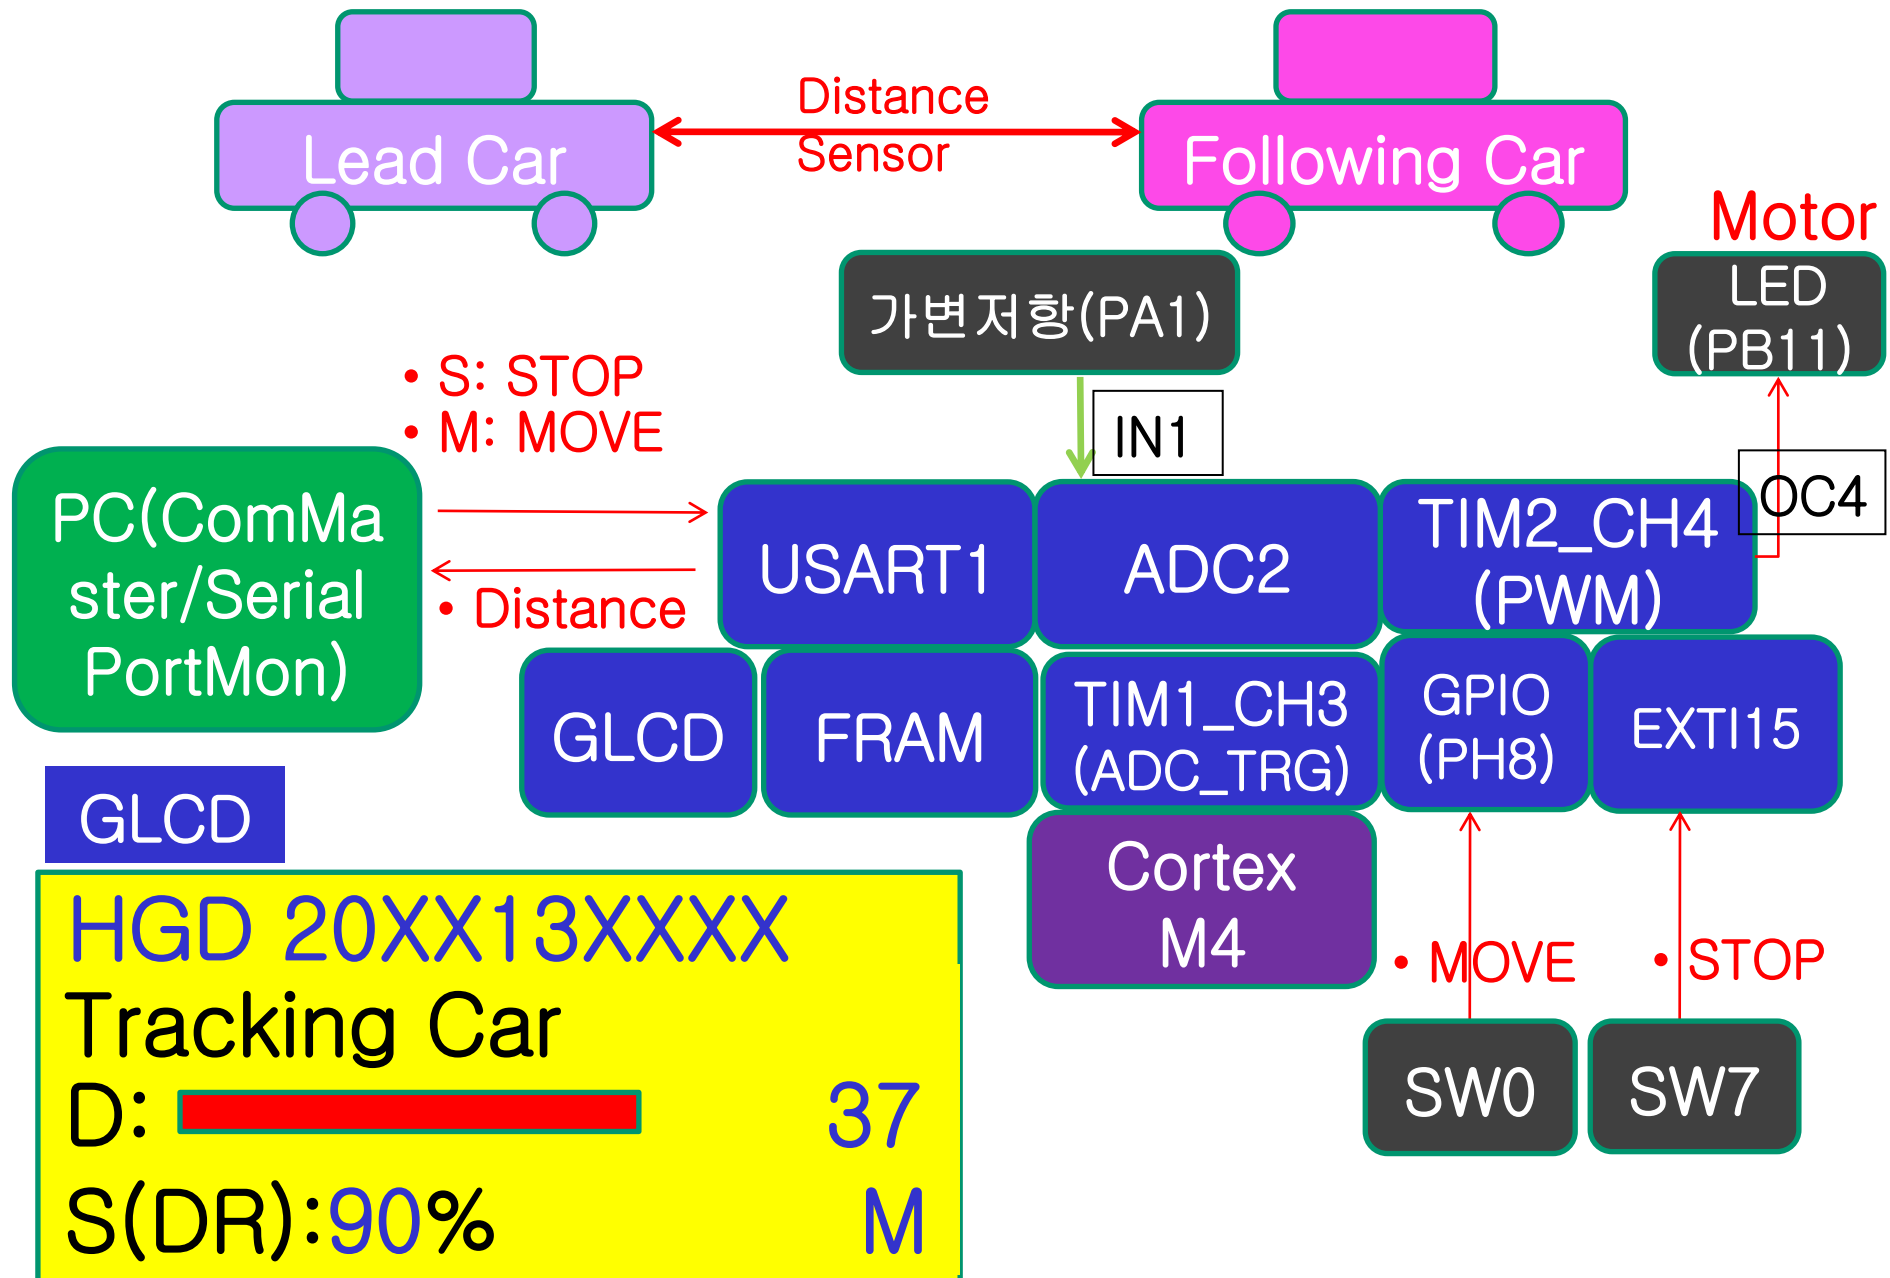 Distance
Sensor
Lead Car
Following Car
Motor
LED
(PB11)
가변저항(PA1)
• S: STOP
• M: MOVE
IN1
OC4
PC(ComMa
ster/Serial
PortMon)
• Distance
USART1
ADC2
TIM2_CH4
(PWM)
GLCD
FRAM
TIM1_CH3
(ADC_TRG)
GPIO
(PH8)
EXTI15
Cortex
M4
• MOVE
• STOP
SW0
SW7
GLCD
HGD 20XX13XXXX
Tracking Car
D: 37
S(DR):90% M